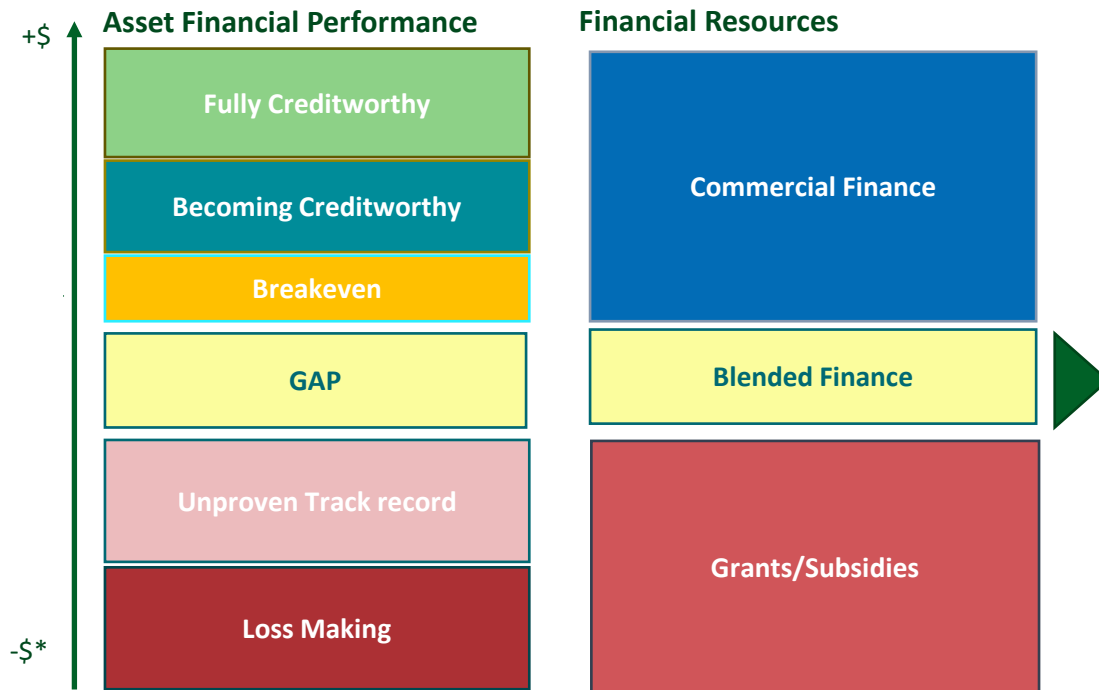 Asset Financial Performance
Financial Resources
+$
Fully Creditworthy
Becoming Creditworthy
Breakeven
GAP
Unproven Track record
Loss Making
-$*
Commercial Finance
Blended Finance
Grants/Subsidies